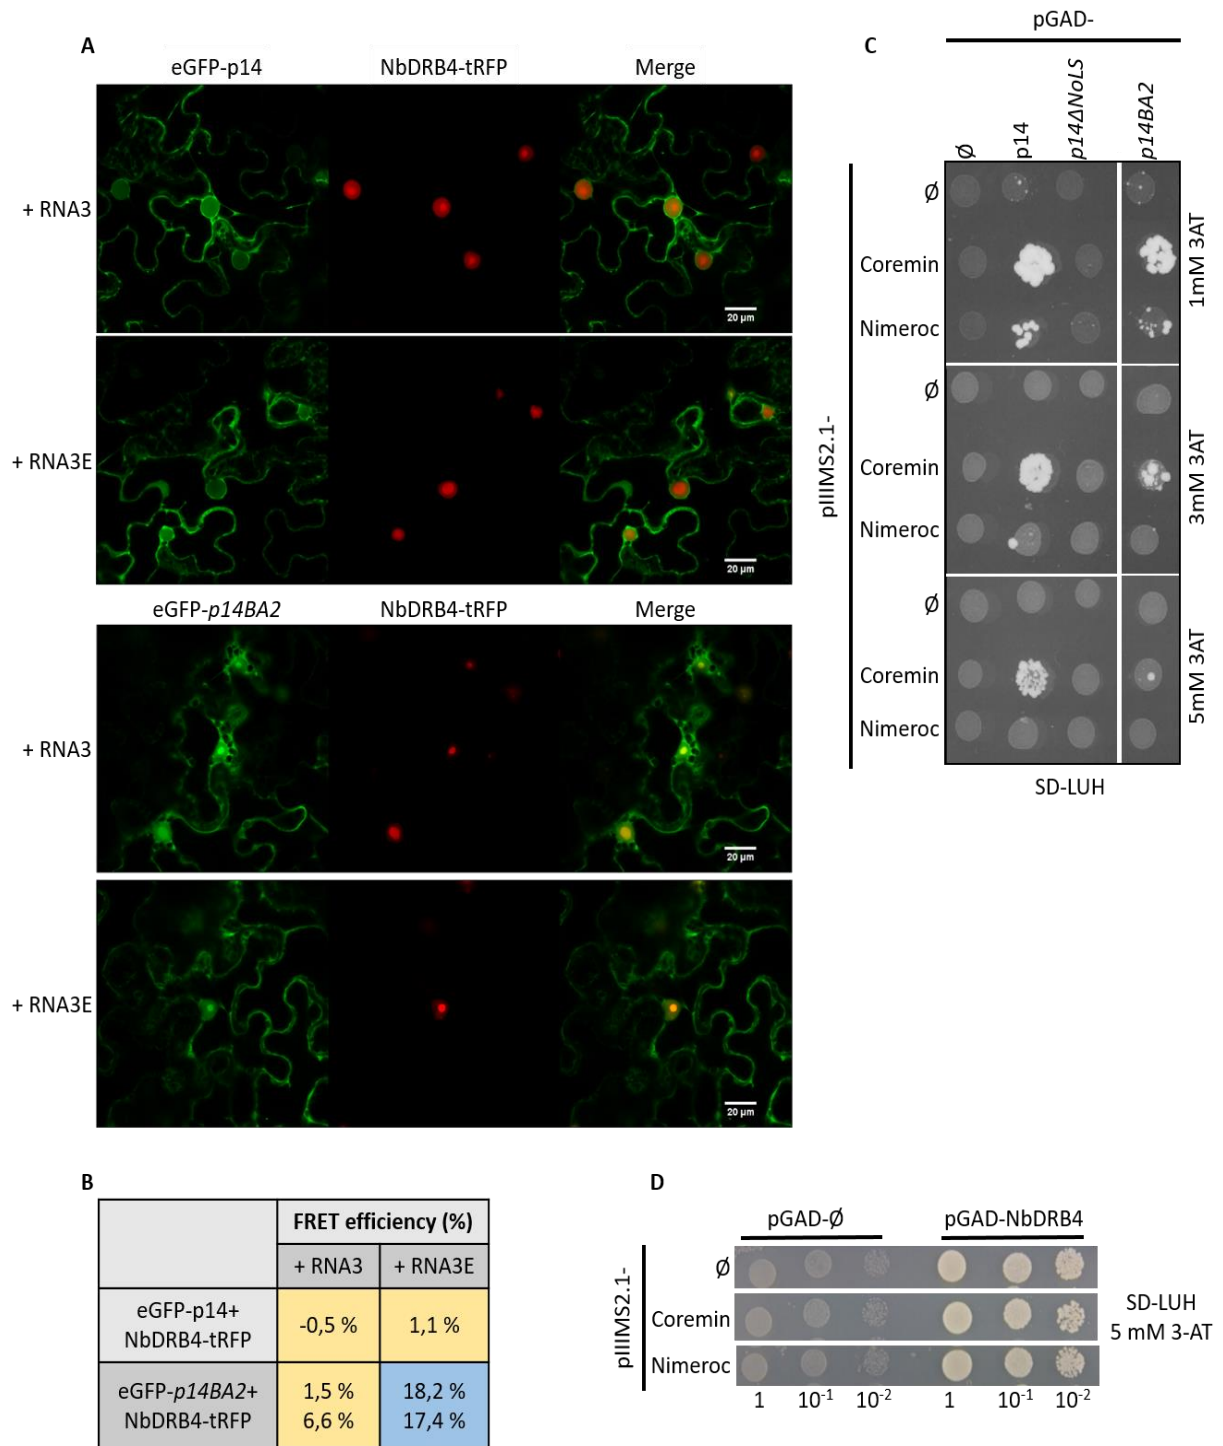 A
eGFP-p14
NbDRB4-tRFP
Merge
+ RNA3
20 µm
+ RNA3E
20 µm
eGFP-p14BA2
NbDRB4-tRFP
Merge
+ RNA3
20 µm
+ RNA3E
20 µm
B
FRET efficiency (%)
+ RNA3
+ RNA3E
eGFP-p14+
NbDRB4-tRFP
-0,5 %
1,1 %
eGFP-p14BA2+
NbDRB4-tRFP
1,5 %
6,6 %
18,2 %
17,4 %
C
pGAD-
Ø
p14
p14ΔNoLS
p14BA2
pIIIMS2.1-
Ø
Coremin
Nimeroc
1mM 3AT
Ø
Coremin
Nimeroc
3mM 3AT
Ø
Coremin
Nimeroc
5mM 3AT
SD-LUH
D
pGAD-Ø
pGAD-NbDRB4
pIIIMS2.1-
Ø
Coremin
Nimeroc
SD-LUH
5 mM 3-AT
1 10⁻¹ 10⁻² 1 10⁻¹ 10⁻²